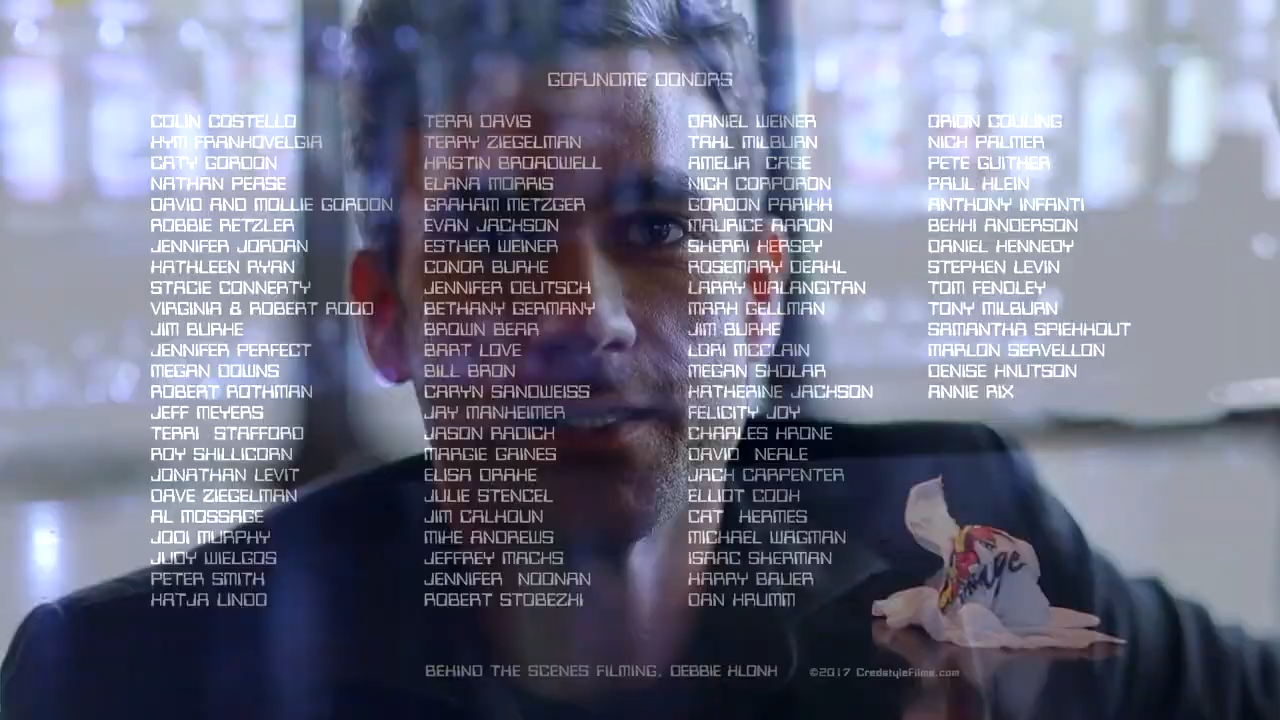 GOFUNDME DONORS
COLIN COSTELLO
KYM FRANKOVELGIA
CATY GORDON
NATHAN PEASE
DAVID AND MOLLIE GORDON
ROBBIE RETZLER
JENNIFER JORDAN
KATHLEEN RYAN
STACIE CONNERTY
VIRGINIA & ROBERT RODD
JIM BURKE
JENNIFER PERFECT
MEGAN DOWNS
ROBERT ROTHMAN
JEFF MEYERS
TERRI STAFFORD
ROY SKILLICORN
JONATHAN LEVIT
DAVE ZIEGELMAN
AL MOSSAGE
JODI MURPHY
JUDY WIELGOS
PETER SMITH
KATJA LINDO
TERRI DAVIS
TERRY ZIEGELMAN
KRISTIN BROADWELL
ELANA MORRIS
GRAHAM METZGER
EVAN JACKSON
ESTHER WEINER
CONOR BURKE
JENNIFER DEUTSCH
BETHANY GERMANY
BROWN BEAR
BART LOVE
BILL BRON
CARYN SANDWEISS
JAY MANHEIMER
JASON RADICH
MARGIE GAINES
ELISA DRAKE
JULIE STENCEL
JIM CALHOUN
MIKE ANDREWS
JEFFREY MACKS
JENNIFER NOONAN
ROBERT STOBEZKI
DANIEL WEINER
TAHL MILBURN
AMELIA CASE
NICK CORPORON
GORDON PARIKH
MAURICE AARON
SHERRI KERSEY
ROSEMARY DEAHL
LARRY WALANGITAN
MARK GELLMAN
JIM BURKE
LORI MCCLAIN
MEGAN SKOLAR
KATHERINE JACKSON
FELICITY JOY
CHARLES KRONE
DAVID NEALE
JACK CARPENTER
ELLIOT COOK
CAT HERMES
MICHAEL WAGMAN
ISAAC SHERMAN
HARRY BAUER
DAN KRUMM
ORION COULING
NICK PALMER
PETE GUITHER
PAUL KLEIN
ANTHONY INFANTI
BEKKI ANDERSON
DANIEL KENNEDY
STEPHEN LEVIN
TOM FENDLEY
TONY MILBURN
SAMANTHA SPIEKHOUT
MARLON SERVELLON
DENISE KNUTSON
ANNIE RIX
BEHIND THE SCENES FILMING, DEBBIE KLONK
©2017 CredstyleFilms.com